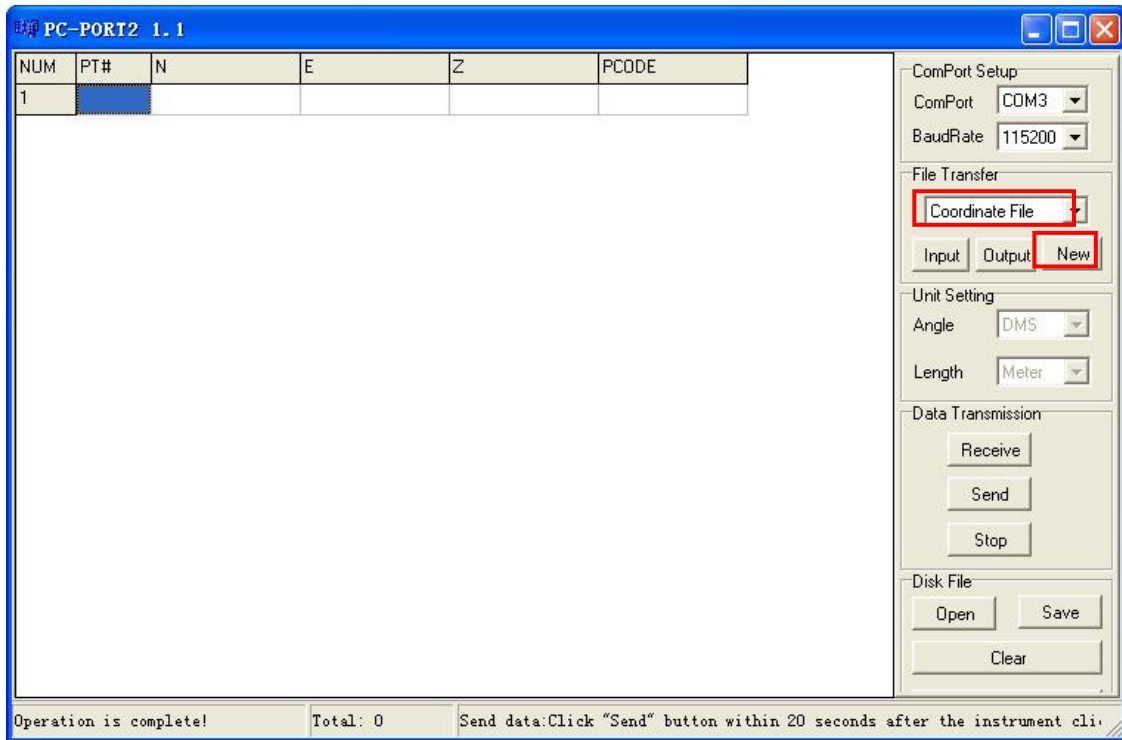 PC-PORT2 1.1
NUM PT# N E Z PCODE
1
ComPort Setup
ComPort COM3
BaudRate 115200
File Transfer
Coordinate File
Input Output New
Unit Setting
Angle DMS
Length Meter
Data Transmission
Receive
Send
Stop
Disk File
Open Save
Clear
Operation is complete! Total: 0 Send data:Click "Send" button within 20 seconds after the instrument